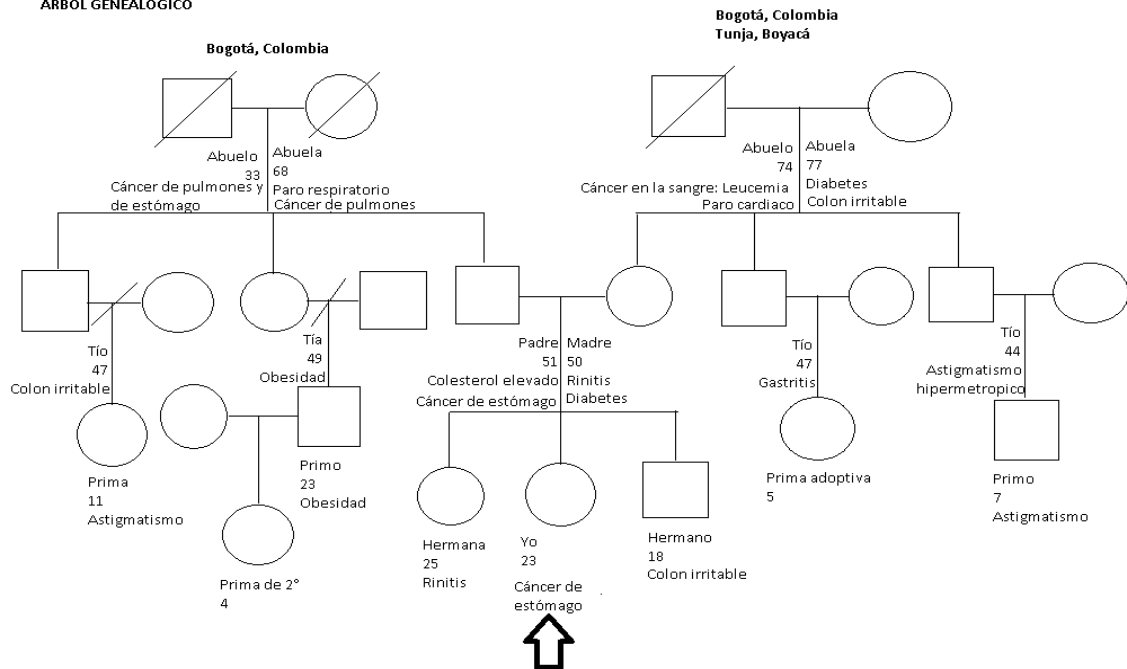 ÁRBOL GENEALÓGICO
Bogotá, Colombia
Bogotá, Colombia
Tunja, Boyacá
Abuelo
33
Cáncer de pulmones y
de estómago
Abuela
68
Paro respiratorio
Cáncer de pulmones
Abuelo
74
Cáncer en la sangre: Leucemia
Paro cardiaco
Abuela
77
Diabetes
Colon irritable
Tío
47
Colon irritable
Tía
49
Obesidad
Padre
51
Colesterol elevado
Cáncer de estómago
Madre
50
Rinitis
Diabetes
Tío
47
Gastritis
Tío
44
Astigmatismo
hipermetropico
Prima
11
Astigmatismo
Primo
23
Obesidad
Prima de 2°
4
Hermana
25
Rinitis
Yo
23
Cáncer de
estómago
Hermano
18
Colon irritable
Prima adoptiva
5
Primo
7
Astigmatismo